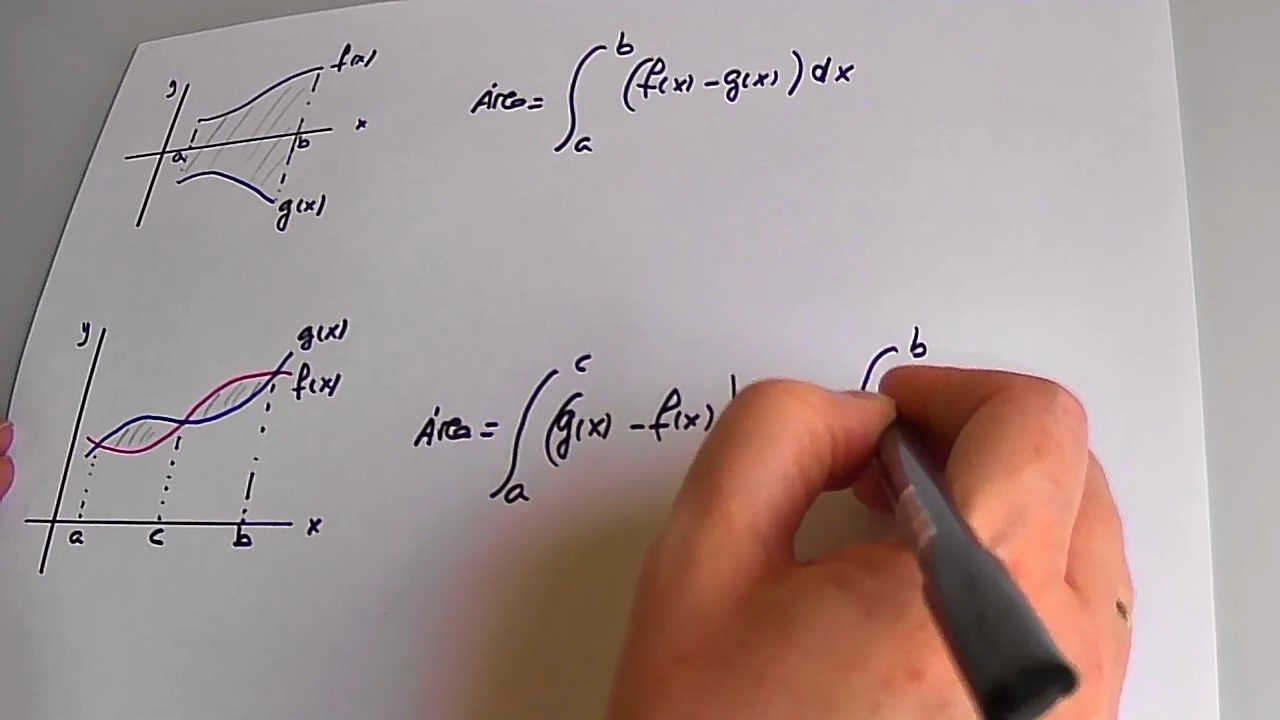 f(x)
y
x
a
b
g(x)
Area = ∫_a^b (f(x) - g(x)) dx
y
g(x)
f(x)
a
c
b
x
Area = ∫_a^c (g(x) - f(x)) ∫^b